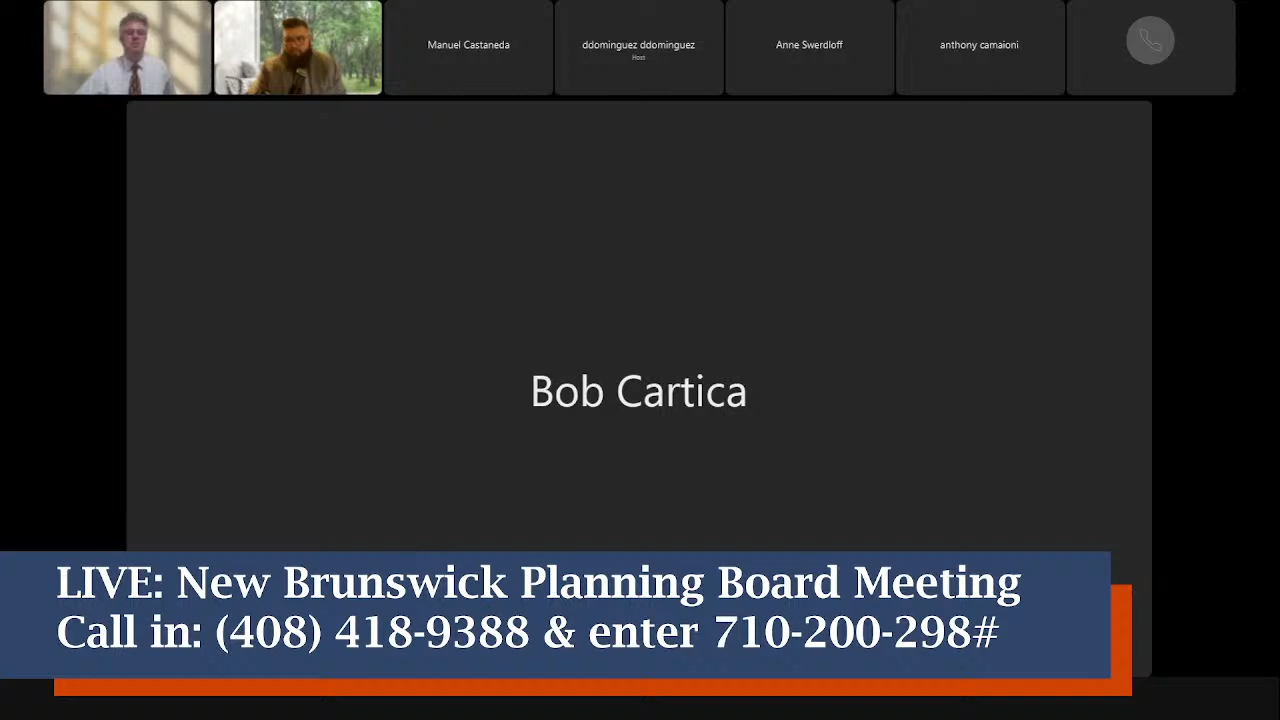 Manuel Castaneda
ddominguez ddominguez
Host
Anne Swerdloff
anthony camaioni
Bob Cartica
LIVE: New Brunswick Planning Board Meeting
Call in: (408) 418-9388 & enter 710-200-298#